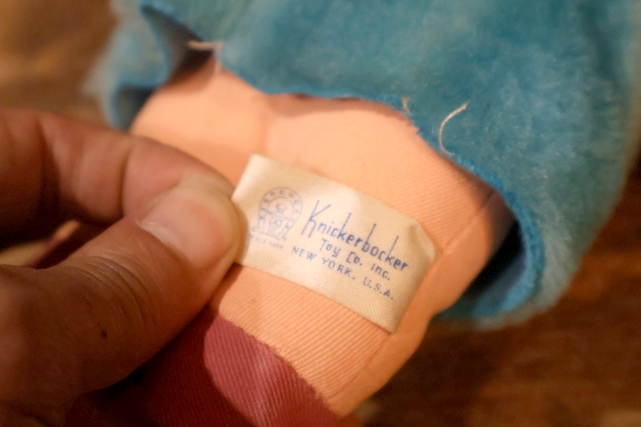 Knickerbocker
Toy Co. Inc.
NEW YORK, U.S.A.